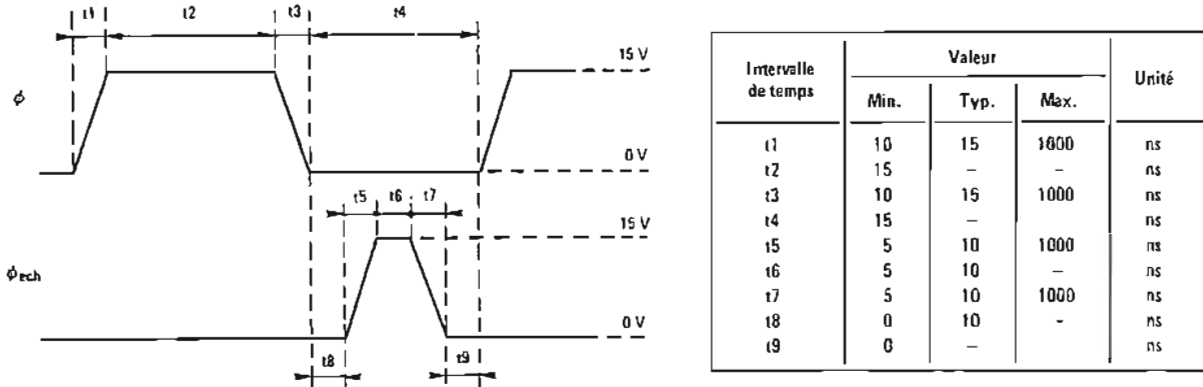 t1 t2 t3 t4
15 V
ϕ
0 V
t5 t6 t7
15 V
ϕech
0 V
t8 t9
Intervalle de temps Valeur Unité
Min. Typ. Max.
t1 10 15 1000 ns
t2 15 – – ns
t3 10 15 1000 ns
t4 15 – ns
t5 5 10 1000 ns
t6 5 10 – ns
t7 5 10 1000 ns
t8 0 10 - ns
t9 0 – ns